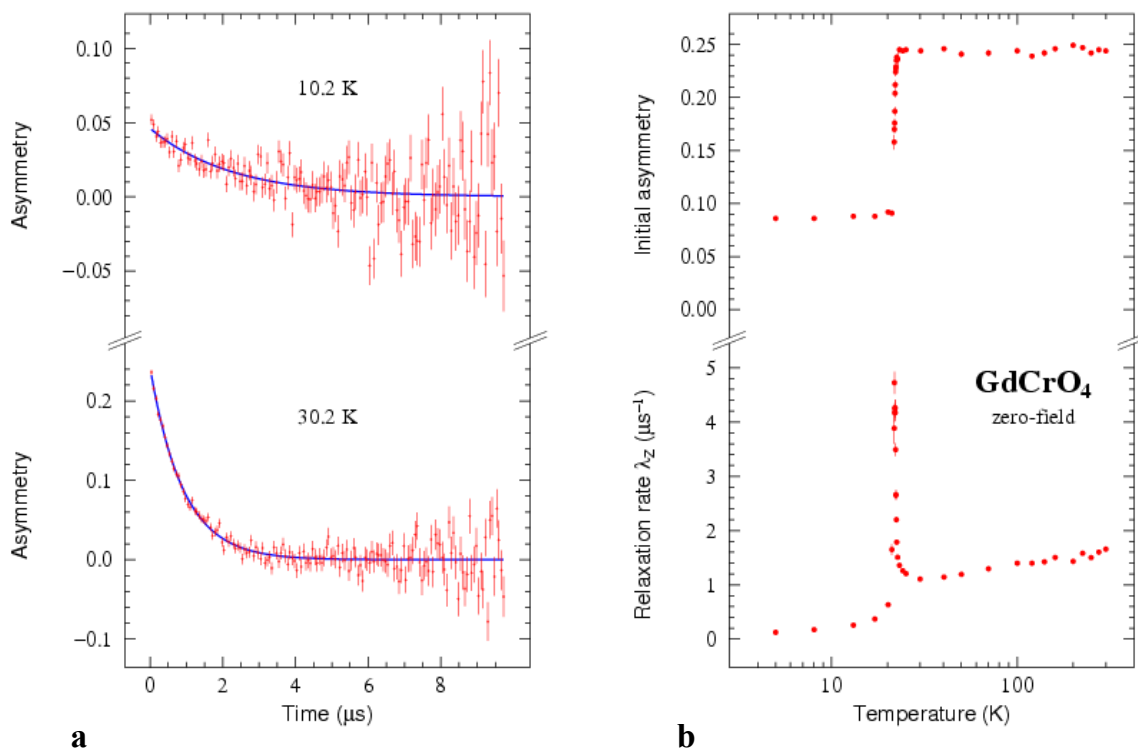 0.10
0.05
0.00
−0.05
Asymmetry
10.2 K
0.2
0.1
0.0
−0.1
Asymmetry
30.2 K
0 2 4 6 8
Time (μs)
a
0.25
0.20
0.15
0.10
0.05
0.00
Initial asymmetry
5
4
3
2
1
0
Relaxation rate λZ (μs⁻¹)
GdCrO4
zero-field
10 100
Temperature (K)
b